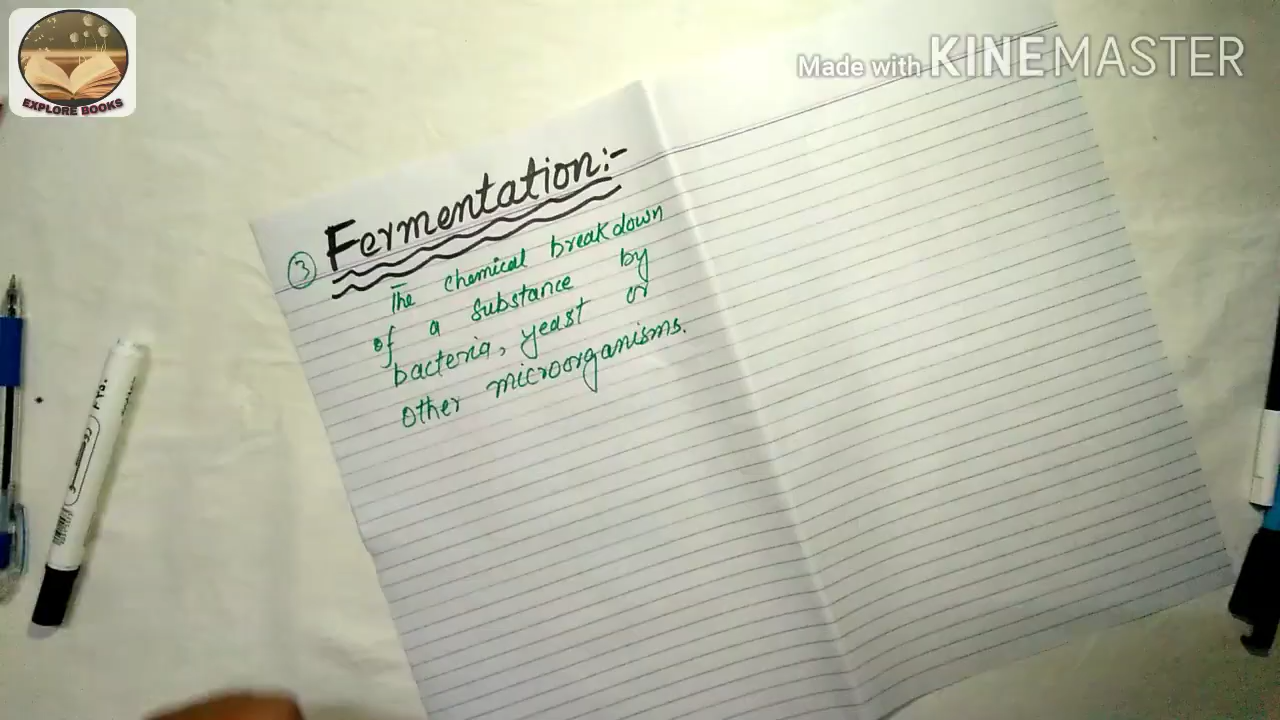 EXPLORE BOOKS
Made with KINEMASTER
3 Fermentation:-
The chemical breakdown
of a substance by
bacteria, yeast or
other microorganisms.